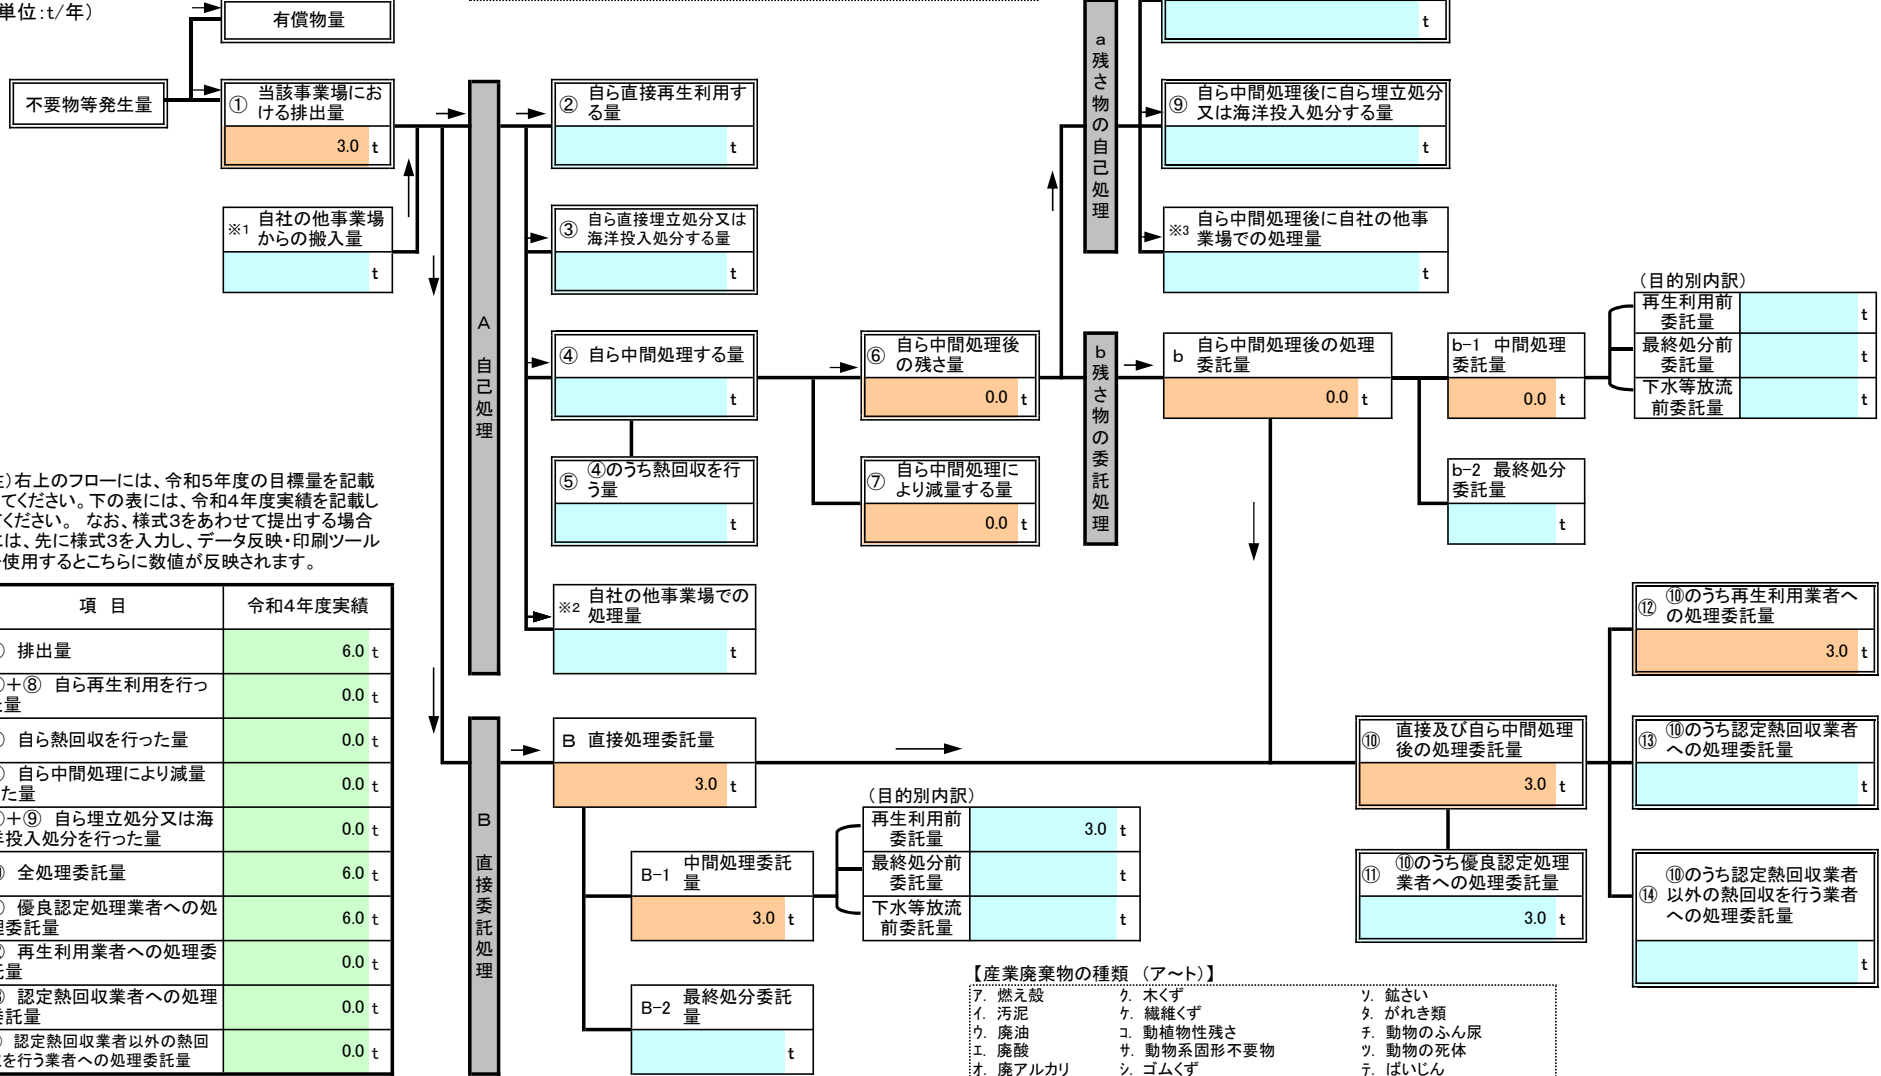 単位:t/年)
有償物量
不要物等発生量
① 当該事業場にお
ける排出量
3.0 t
※1 自社の他事業場
からの搬入量
t
A 自己処理
② 自ら直接再生利用す
る量
t
③ 自ら直接埋立処分又は
海洋投入処分する量
t
④ 自ら中間処理する量
t
⑤ ④のうち熱回収を行
う量
t
※2 自社の他事業場での
処理量
t
⑥ 自ら中間処理後
の残さ量
0.0 t
⑦ 自ら中間処理に
より減量する量
0.0 t
a残さ物の自己処理
t
⑨ 自ら中間処理後に自ら埋立処分
又は海洋投入処分する量
t
※3 自ら中間処理後に自社の他事
業場での処理量
t
b残さ物の委託処理
b 自ら中間処理後の処理
委託量
0.0 t
b-1 中間処理
委託量
0.0 t
b-2 最終処分
委託量
t
(目的別内訳)
再生利用前
委託量
t
最終処分前
委託量
t
下水等放流
前委託量
t
)右上のフローには、令和5年度の目標量を記載
てください。下の表には、令和4年度実績を記載し
ください。 なお、様式3をあわせて提出する場合
は、先に様式3を入力し、データ反映・印刷ツール
使用するとこちらに数値が反映されます。
項 目 令和4年度実績
) 排出量 6.0 t
)+⑧ 自ら再生利用を行っ
量 0.0 t
) 自ら熱回収を行った量 0.0 t
) 自ら中間処理により減量
た量 0.0 t
)+⑨ 自ら埋立処分又は海
投入処分を行った量 0.0 t
) 全処理委託量 6.0 t
) 優良認定処理業者への処
委託量 6.0 t
) 再生利用業者への処理委
量 0.0 t
) 認定熱回収業者への処理
託量 0.0 t
) 認定熱回収業者以外の熱回
を行う業者への処理委託量 0.0 t
B 直接委託処理
B 直接処理委託量
3.0 t
B-1 中間処理委託
量
3.0 t
B-2 最終処分委託
量
t
(目的別内訳)
再生利用前
委託量
3.0 t
最終処分前
委託量
t
下水等放流
前委託量
t
⑩ 直接及び自ら中間処理
後の処理委託量
3.0 t
⑪ ⑩のうち優良認定処理
業者への処理委託量
3.0 t
⑫ ⑩のうち再生利用業者へ
の処理委託量
3.0 t
⑬ ⑩のうち認定熱回収業者
への処理委託量
t
⑭ ⑩のうち認定熱回収業者
以外の熱回収を行う業者
への処理委託量
t
【産業廃棄物の種類 (ア〜ト)】
ア. 燃え殻 ク. 木くず ソ. 鉱さい
イ. 汚泥 ケ. 繊維くず タ. がれき類
ウ. 廃油 コ. 動植物性残さ チ. 動物のふん尿
エ. 廃酸 サ. 動物系固形不要物 ツ. 動物の死体
オ. 廃アルカリ シ. ゴムくず テ. ばいじん